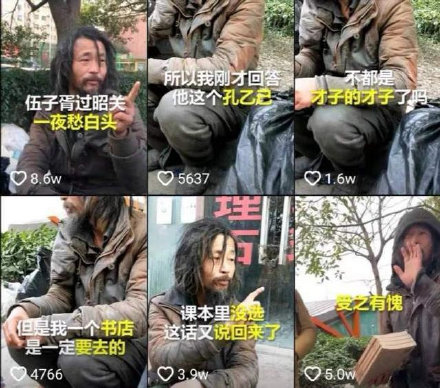 伍子胥过昭关
一夜愁白头
8.6w
所以我刚才回答
他这个孔乙己
5637
不都是
才子的才子了吗
1.6w
但是我一个书店
是一定要去的
4766
理
石
课本里没选
这话又说回来了
3.9w
受之有愧
5.0w